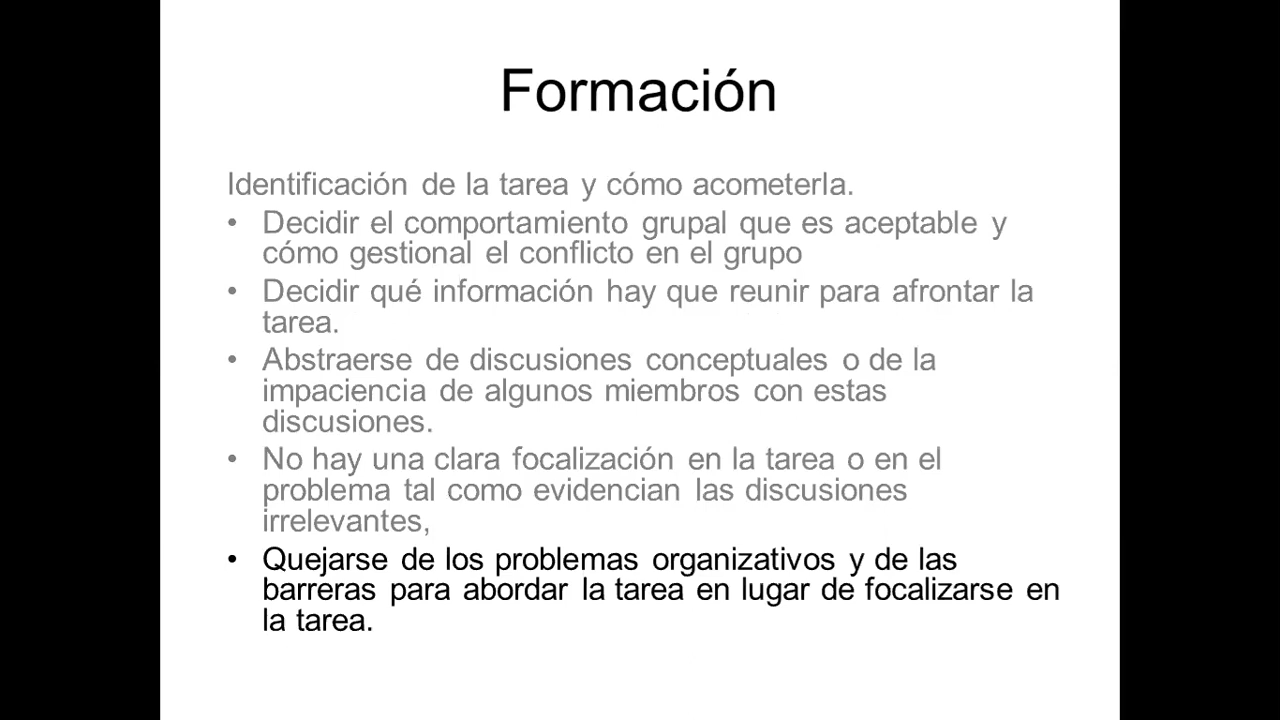 Formación
Identificación de la tarea y cómo acometerla.
• Decidir el comportamiento grupal que es aceptable y
cómo gestional el conflicto en el grupo
• Decidir qué información hay que reunir para afrontar la
tarea.
• Abstraerse de discusiones conceptuales o de la
impaciencia de algunos miembros con estas
discusiones.
• No hay una clara focalización en la tarea o en el
problema tal como evidencian las discusiones
irrelevantes,
• Quejarse de los problemas organizativos y de las
barreras para abordar la tarea en lugar de focalizarse en
la tarea.